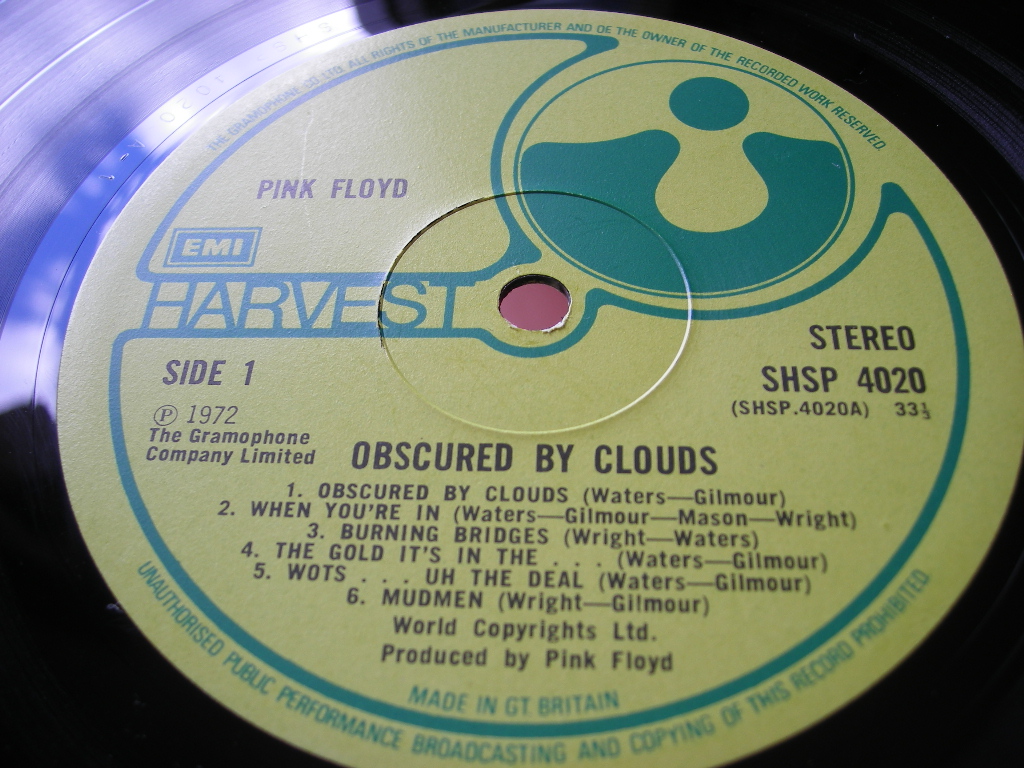 THE GRAMOPHONE CO. LTD. ALL RIGHTS OF THE MANUFACTURER AND OF THE OWNER OF THE RECORDED WORK RESERVED.
PINK FLOYD
EMI
HARVEST
STEREO
SIDE 1
SHSP 4020
(SHSP.4020A) 33⅓
Ⓟ 1972
The Gramophone
Company Limited
OBSCURED BY CLOUDS
1. OBSCURED BY CLOUDS (Waters—Gilmour)
2. WHEN YOU'RE IN (Waters—Gilmour—Mason—Wright)
3. BURNING BRIDGES (Wright—Waters)
4. THE GOLD IT'S IN THE . . . (Waters—Gilmour)
5. WOTS . . . UH THE DEAL (Waters—Gilmour)
6. MUDMEN (Wright—Gilmour)
World Copyrights Ltd.
Produced by Pink Floyd
MADE IN GT. BRITAIN
UNAUTHORISED PUBLIC PERFORMANCE BROADCASTING AND COPYING OF THIS RECORD PROHIBITED